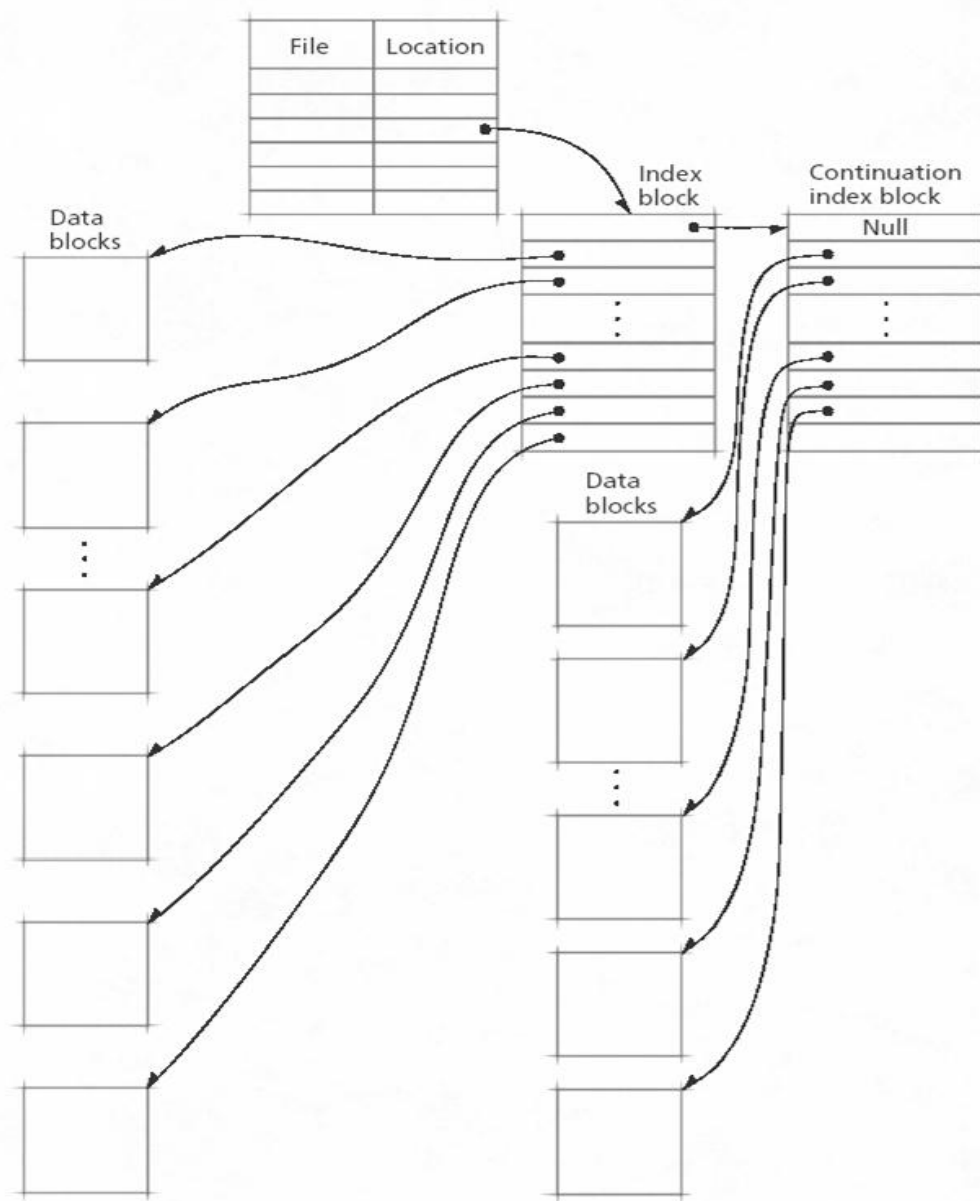 File Location
Index
block
Continuation
index block
Null
Data
blocks
Data
blocks